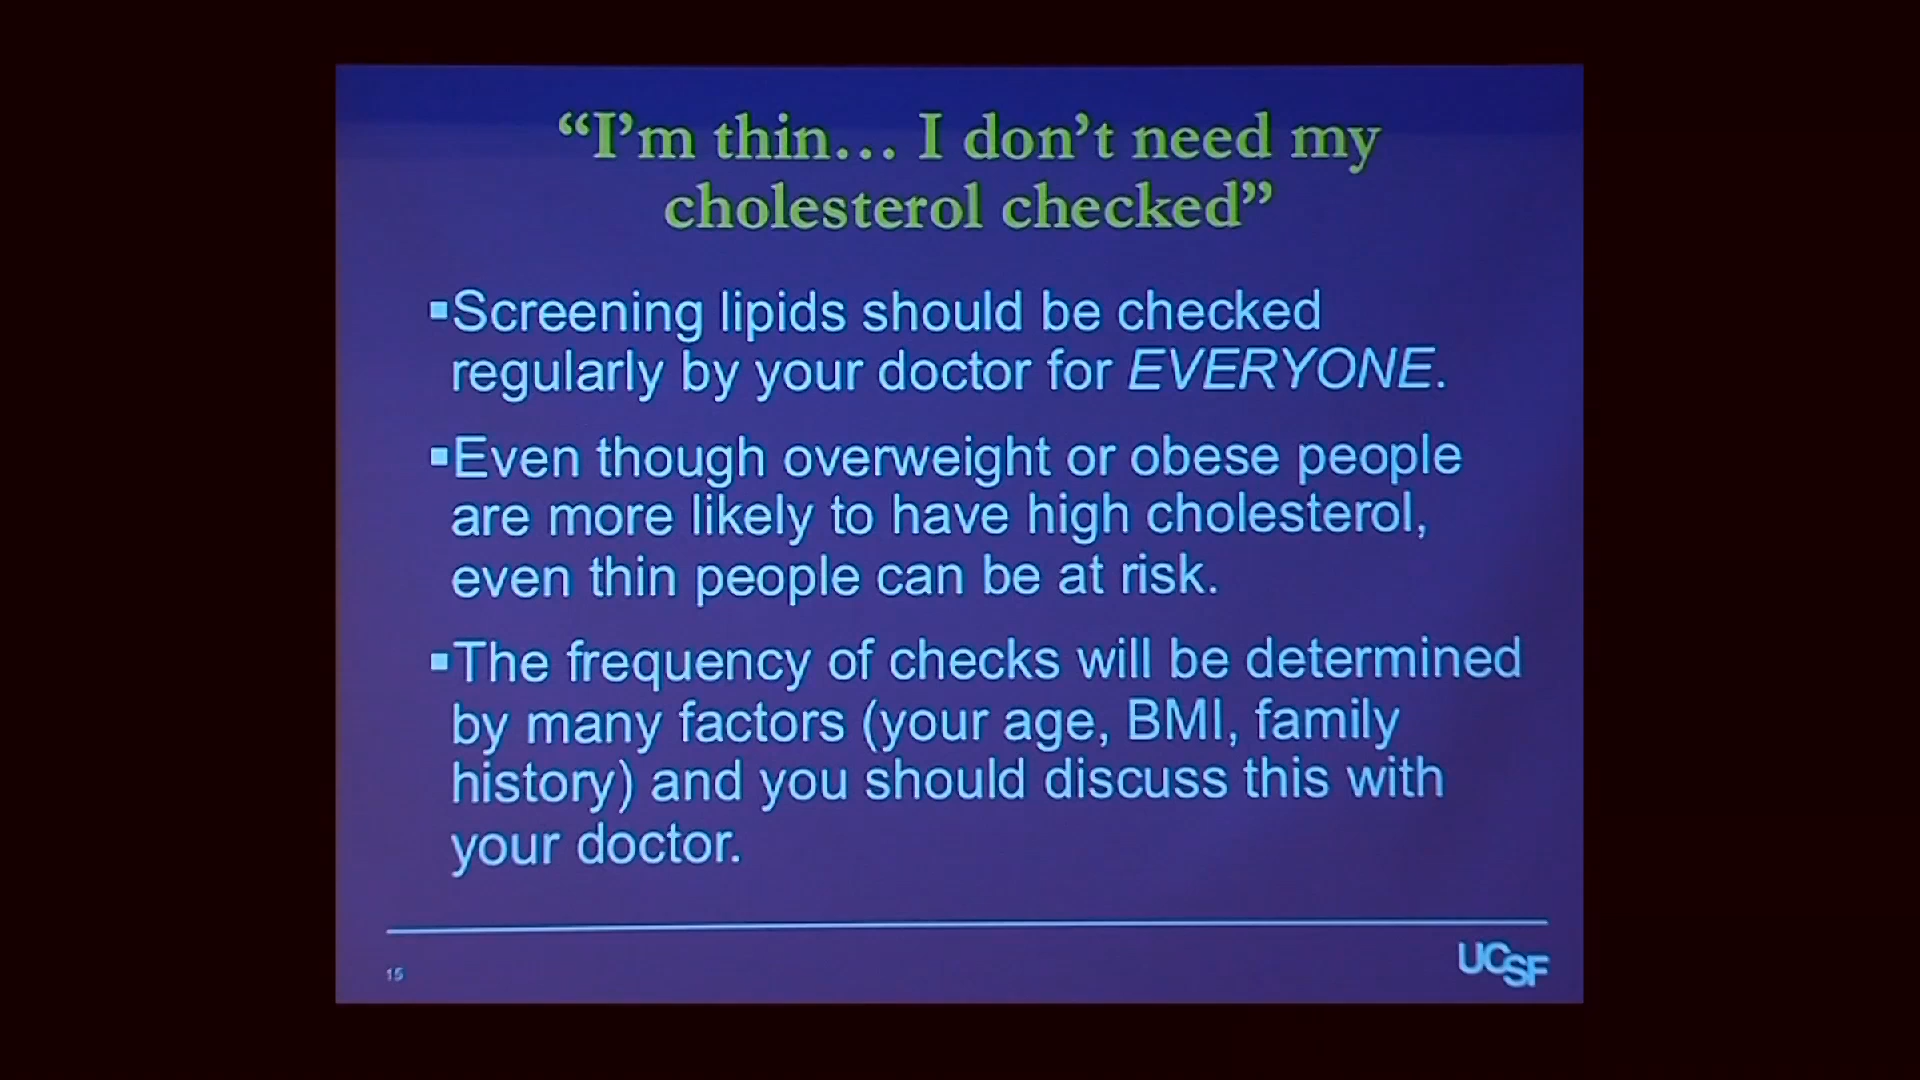 “I’m thin… I don’t need my
cholesterol checked”
▪Screening lipids should be checked
regularly by your doctor for EVERYONE.
▪Even though overweight or obese people
are more likely to have high cholesterol,
even thin people can be at risk.
▪The frequency of checks will be determined
by many factors (your age, BMI, family
history) and you should discuss this with
your doctor.
15
UCSF